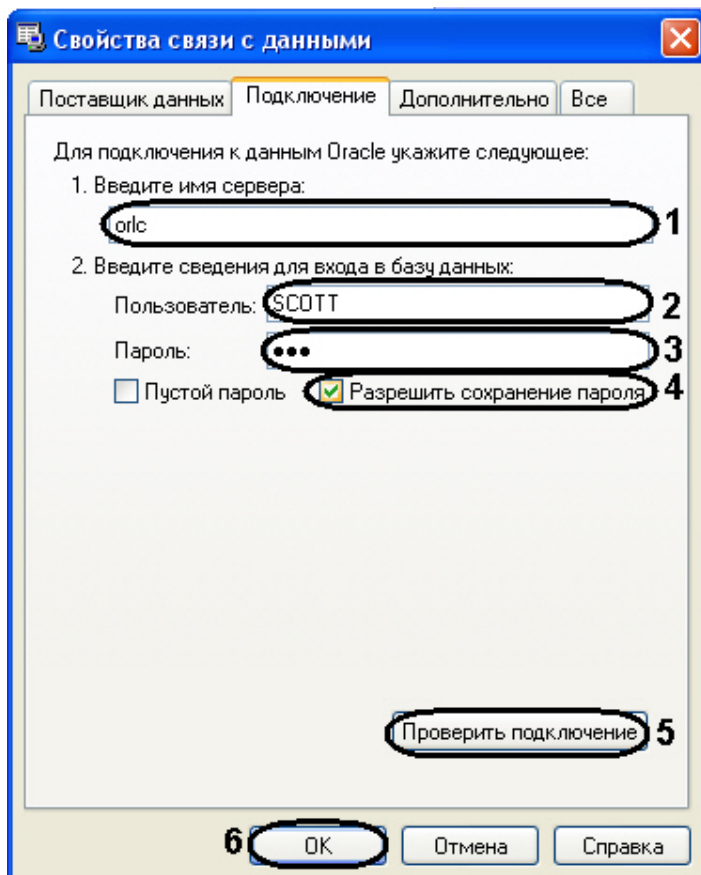 Свойства связи с данными
Поставщик данных Подключение Дополнительно Все
Для подключения к данным Oracle укажите следующее:
1. Введите имя сервера:
orlc 1
2. Введите сведения для входа в базу данных:
Пользователь: SCOTT 2
Пароль: ●●● 3
Пустой пароль Разрешить сохранение пароля 4
Проверить подключение 5
6 OK Отмена Справка